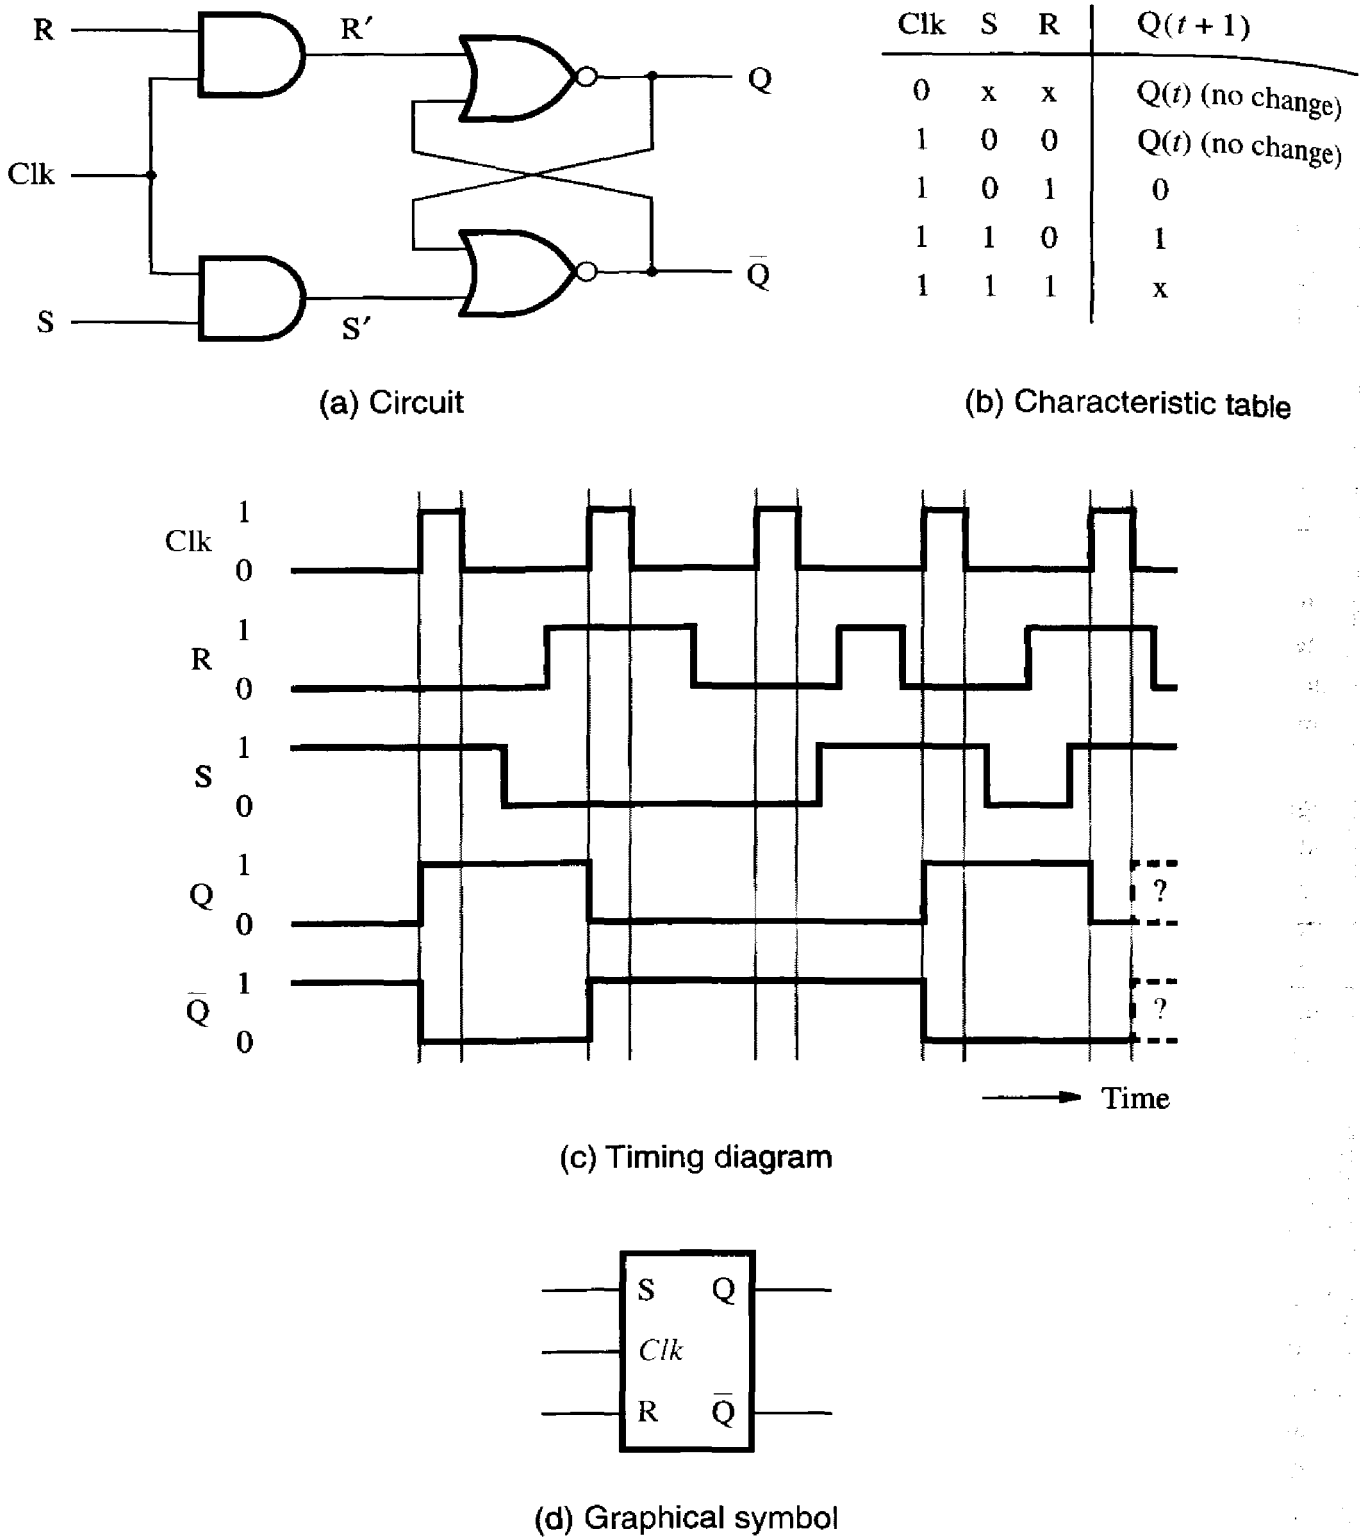 R
R′
Q
Clk
S
S′
Q̅
(a) Circuit
Clk S R Q(t + 1)
0 x x Q(t) (no change)
1 0 0 Q(t) (no change)
1 0 1 0
1 1 0 1
1 1 1 x
(b) Characteristic table
Clk 1 0
R 1 0
S 1 0
Q 1 0 ?
Q̅ 1 0 ?
Time
(c) Timing diagram
S Q
Clk
R Q̅
(d) Graphical symbol